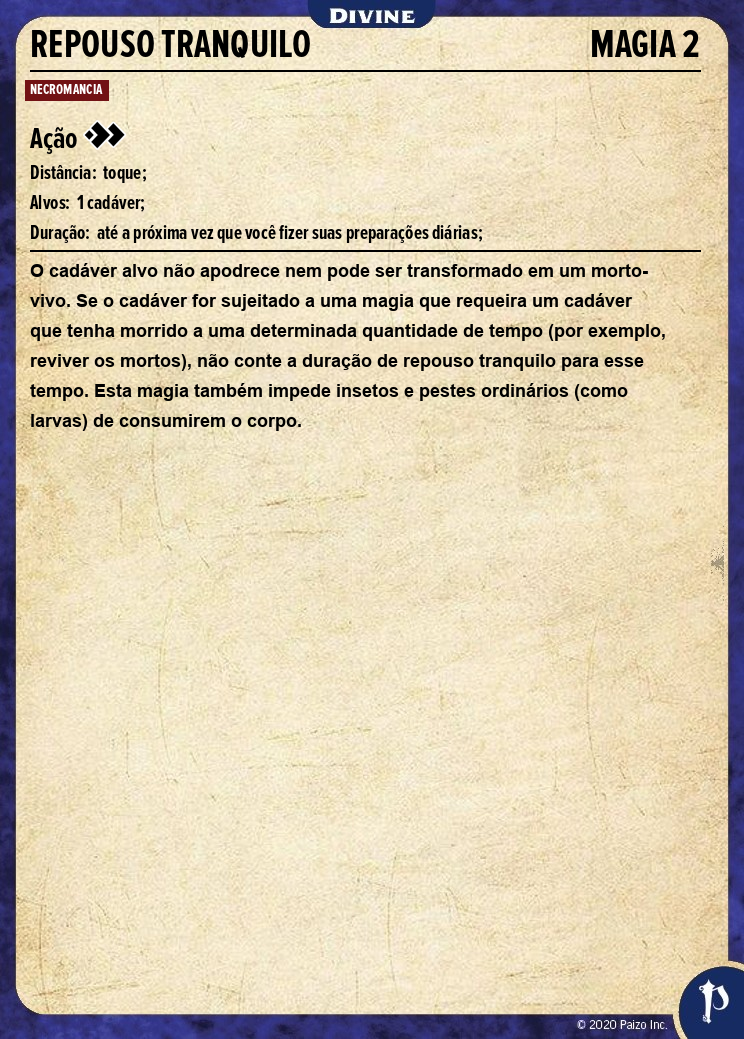 DIVINE
REPOUSO TRANQUILO MAGIA 2
NECROMANCIA
Ação
Distância: toque;
Alvos: 1 cadáver;
Duração: até a próxima vez que você fizer suas preparações diárias;
O cadáver alvo não apodrece nem pode ser transformado em um morto-
vivo. Se o cadáver for sujeitado a uma magia que requeira um cadáver
que tenha morrido a uma determinada quantidade de tempo (por exemplo,
reviver os mortos), não conte a duração de repouso tranquilo para esse
tempo. Esta magia também impede insetos e pestes ordinários (como
larvas) de consumirem o corpo.
© 2020 Paizo Inc.
P